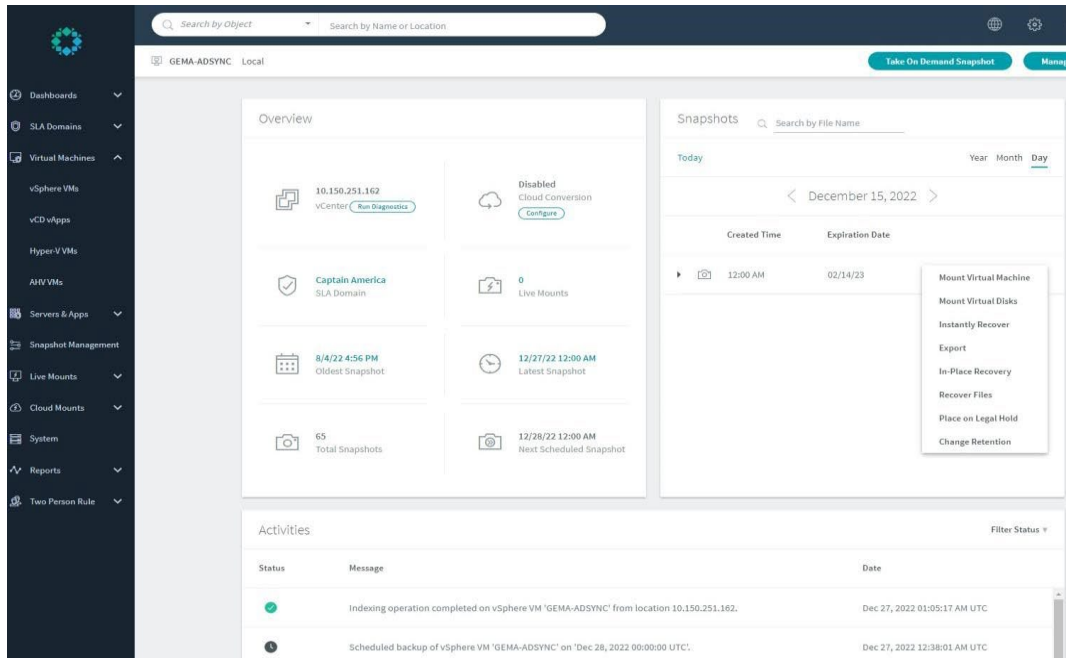 Search by Object
Search by Name or Location
GEMA-ADSYNC Local
Take On Demand Snapshot
Dashboards
SLA Domains
Virtual Machines
vSphere VMs
vCD vApps
Hyper-V VMs
AHV VMs
Servers & Apps
Snapshot Management
Live Mounts
Cloud Mounts
System
Reports
Two Person Rule
Overview
10.150.251.162
vCenter Run Diagnostics
Disabled
Cloud Conversion
Configure
Captain America
SLA Domain
0
Live Mounts
8/4/22 4:56 PM
Oldest Snapshot
12/27/22 12:00 AM
Latest Snapshot
65
Total Snapshots
12/28/22 12:00 AM
Next Scheduled Snapshot
Snapshots Search by File Name
Today Year Month Day
December 15, 2022
Created Time Expiration Date
12:00 AM 02/14/23
Mount Virtual Machine
Mount Virtual Disks
Instantly Recover
Export
In-Place Recovery
Recover Files
Place on Legal Hold
Change Retention
Activities Filter Status
Status Message Date
Indexing operation completed on vSphere VM 'GEMA-ADSYNC' from location 10.150.251.162. Dec 27, 2022 01:05:17 AM UTC
Scheduled backup of vSphere VM 'GEMA-ADSYNC' on 'Dec 28, 2022 00:00:00 UTC'. Dec 27, 2022 12:38:01 AM UTC